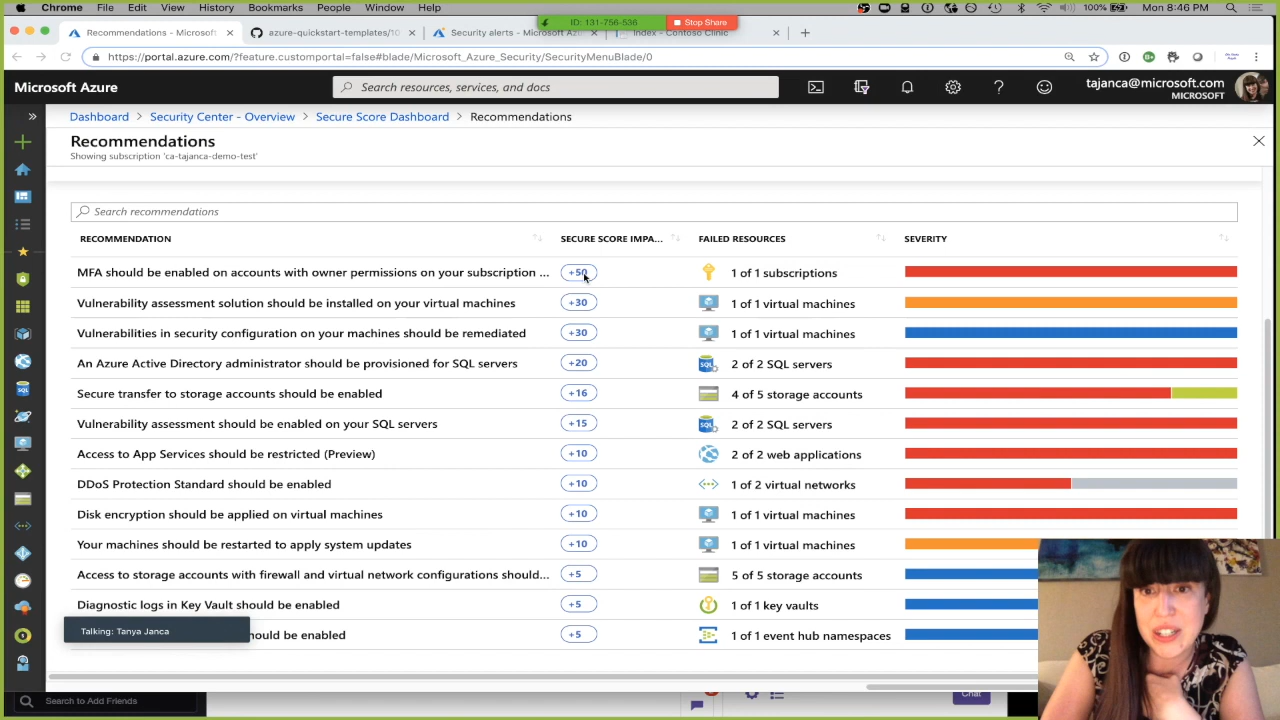 Chrome File Edit View History Bookmarks People Window Help 100% Mon 8:46 PM
ID: 131-756-536 Stop Share
Recommendations - Microsoft azure-quickstart-templates/10 Security alerts - Microsoft Az Index - Contoso Clinic
https://portal.azure.com/?feature.customportal=false#blade/Microsoft_Azure_Security/SecurityMenuBlade/0
Microsoft Azure Search resources, services, and docs tajanca@microsoft.com
MICROSOFT
Dashboard > Security Center - Overview > Secure Score Dashboard > Recommendations
Recommendations
Showing subscription 'ca-tajanca-demo-test'
Search recommendations
RECOMMENDATION SECURE SCORE IMPA... FAILED RESOURCES SEVERITY
MFA should be enabled on accounts with owner permissions on your subscription ... +50 1 of 1 subscriptions
Vulnerability assessment solution should be installed on your virtual machines +30 1 of 1 virtual machines
Vulnerabilities in security configuration on your machines should be remediated +30 1 of 1 virtual machines
An Azure Active Directory administrator should be provisioned for SQL servers +20 2 of 2 SQL servers
Secure transfer to storage accounts should be enabled +16 4 of 5 storage accounts
Vulnerability assessment should be enabled on your SQL servers +15 2 of 2 SQL servers
Access to App Services should be restricted (Preview) +10 2 of 2 web applications
DDoS Protection Standard should be enabled +10 1 of 2 virtual networks
Disk encryption should be applied on virtual machines +10 1 of 1 virtual machines
Your machines should be restarted to apply system updates +10 1 of 1 virtual machines
Access to storage accounts with firewall and virtual network configurations should... +5 5 of 5 storage accounts
Diagnostic logs in Key Vault should be enabled +5 1 of 1 key vaults
Talking: Tanya Janca
hould be enabled +5 1 of 1 event hub namespaces
Search to Add Friends Chat